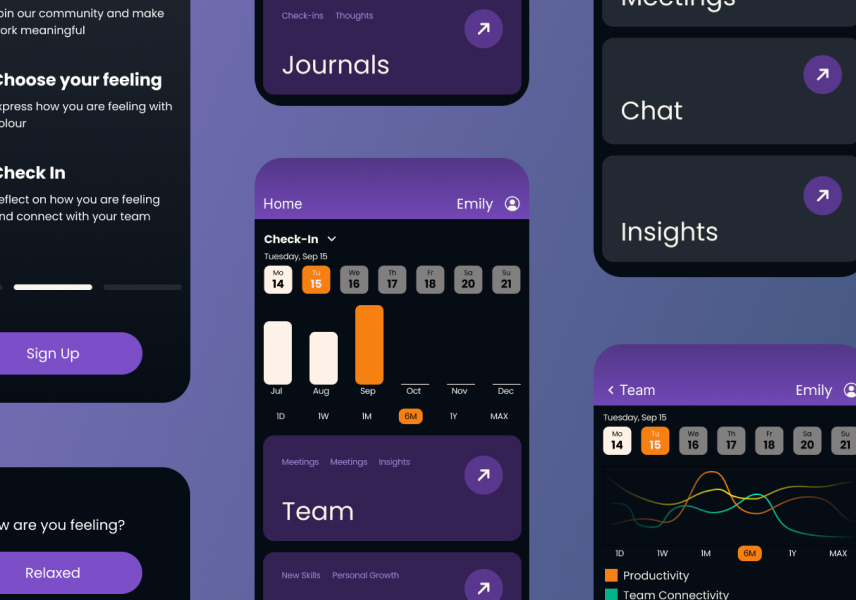 oin our community and make
ork meaningful
Choose your feeling
xpress how you are feeling with
olour
Check In
eflect on how you are feeling
nd connect with your team
Sign Up
w are you feeling?
Relaxed
Check-ins Thoughts
Journals
Home Emily
Check-In
Tuesday, Sep 15
Mo Tu We Th Fr Sa Su
14 15 16 17 18 20 21
Jul Aug Sep Oct Nov Dec
1D 1W 1M 6M 1Y MAX
Meetings Meetings Insights
Team
New Skills Personal Growth
Meetings
Chat
Insights
Team Emily
Tuesday, Sep 15
Mo Tu We Th Fr Sa Su
14 15 16 17 18 20 21
1D 1W 1M 6M 1Y MAX
Productivity
Team Connectivity